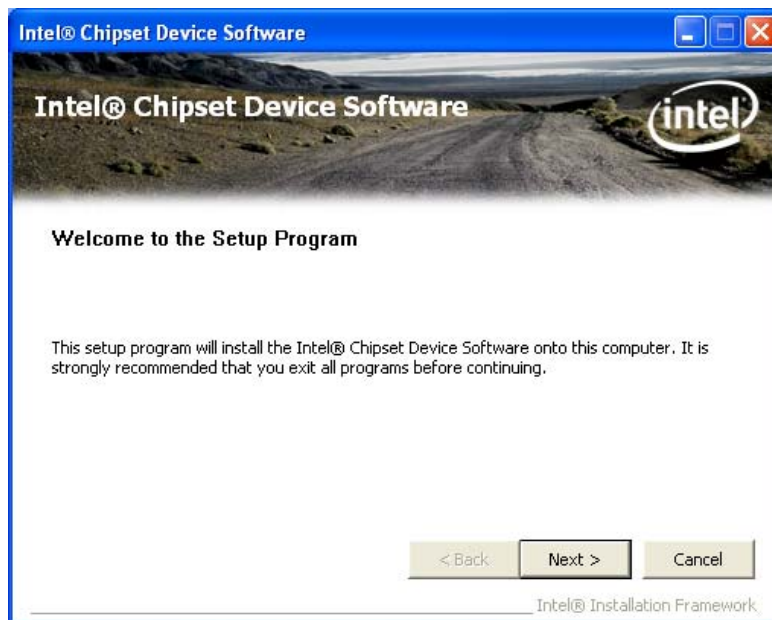 Intel® Chipset Device Software
Intel® Chipset Device Software
intel®
Welcome to the Setup Program
This setup program will install the Intel® Chipset Device Software onto this computer. It is
strongly recommended that you exit all programs before continuing.
< Back
Next >
Cancel
Intel® Installation Framework